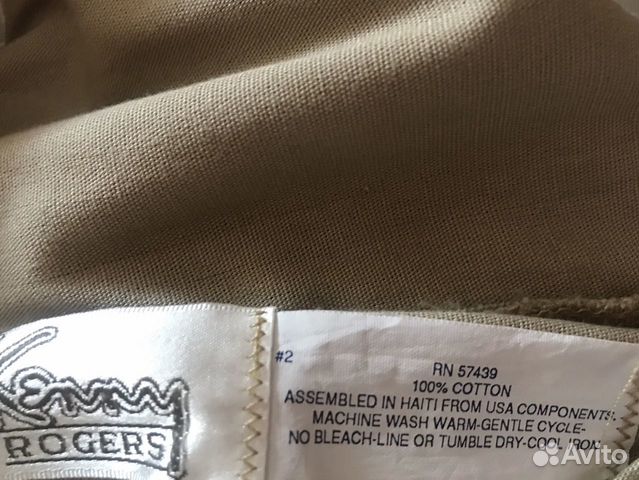 Kenny
ROGERS
#2
RN 57439
100% COTTON
ASSEMBLED IN HAITI FROM USA COMPONENTS.
MACHINE WASH WARM-GENTLE CYCLE-
NO BLEACH-LINE OR TUMBLE DRY-COOL IRON
Avito